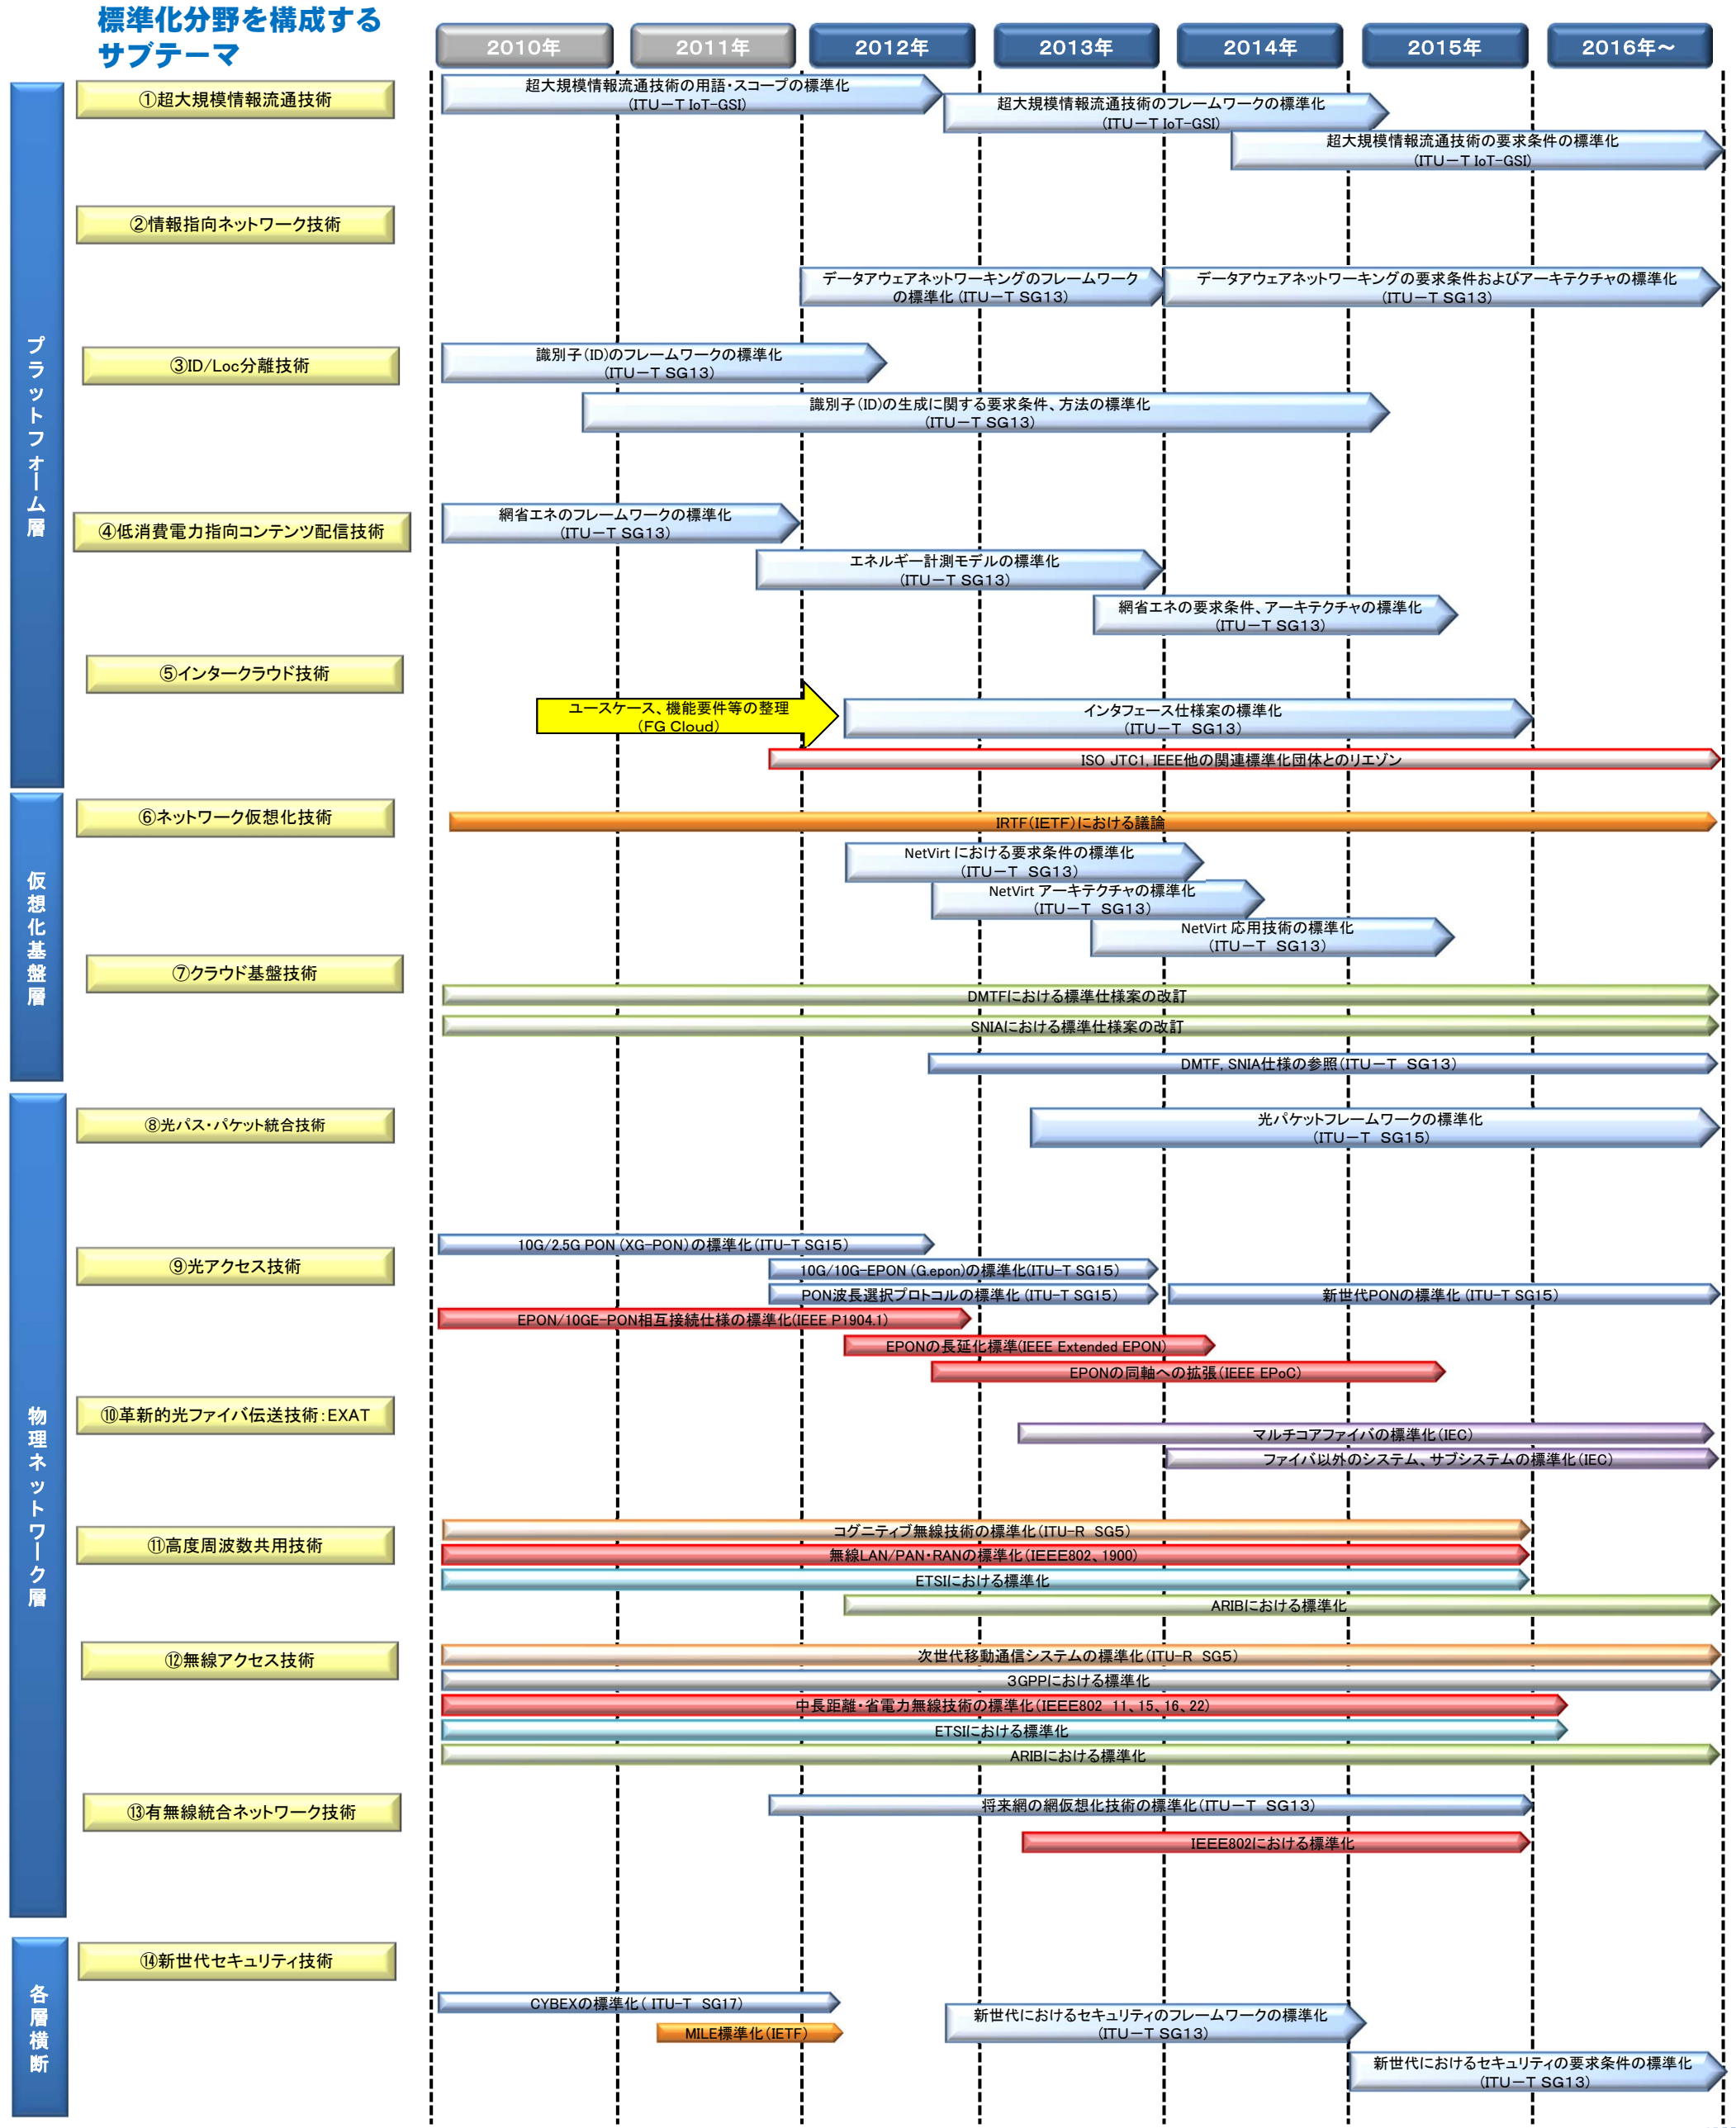 標準化分野を構成する
サブテーマ
2010年
2011年
2012年
2013年
2014年
2015年
2016年～
プラットフォーム層
①超大規模情報流通技術
超大規模情報流通技術の用語・スコープの標準化
(ITU－T IoT-GSI)
超大規模情報流通技術のフレームワークの標準化
(ITU－T IoT-GSI)
超大規模情報流通技術の要求条件の標準化
(ITU－T IoT-GSI)
②情報指向ネットワーク技術
データアウェアネットワーキングのフレームワーク
の標準化 (ITU－T SG13)
データアウェアネットワーキングの要求条件およびアーキテクチャの標準化
(ITU－T SG13)
③ID/Loc分離技術
識別子(ID)のフレームワークの標準化
(ITU－T SG13)
識別子(ID)の生成に関する要求条件、方法の標準化
(ITU－T SG13)
④低消費電力指向コンテンツ配信技術
網省エネのフレームワークの標準化
(ITU－T SG13)
エネルギー計測モデルの標準化
(ITU－T SG13)
網省エネの要求条件、アーキテクチャの標準化
(ITU－T SG13)
⑤インタークラウド技術
ユースケース、機能要件等の整理
(FG Cloud)
インタフェース仕様案の標準化
(ITU－T　SG13)
ISO JTC1, IEEE他の関連標準化団体とのリエゾン
仮想化基盤層
⑥ネットワーク仮想化技術
IRTF(IETF)における議論
NetVirt における要求条件の標準化
(ITU－T　SG13)
NetVirt アーキテクチャの標準化
(ITU－T　SG13)
NetVirt 応用技術の標準化
(ITU－T　SG13)
⑦クラウド基盤技術
DMTFにおける標準仕様案の改訂
SNIAにおける標準仕様案の改訂
DMTF, SNIA仕様の参照(ITU－T　SG13)
物理ネットワーク層
⑧光パス・パケット統合技術
光パケットフレームワークの標準化
(ITU－T　SG15)
⑨光アクセス技術
10G/2.5G PON (XG-PON)の標準化(ITU-T SG15)
10G/10G-EPON (G.epon)の標準化(ITU-T SG15)
PON波長選択プロトコルの標準化 (ITU-T SG15)
新世代PONの標準化 (ITU-T SG15)
EPON/10GE-PON相互接続仕様の標準化(IEEE P1904.1)
EPONの長延化標準(IEEE Extended EPON)
EPONの同軸への拡張(IEEE EPoC)
⑩革新的光ファイバ伝送技術：EXAT
マルチコアファイバの標準化(IEC)
ファイバ以外のシステム、サブシステムの標準化(IEC)
⑪高度周波数共用技術
コグニティブ無線技術の標準化(ITU-R　SG5)
無線LAN/PAN・RANの標準化(IEEE802、1900)
ETSIにおける標準化
ARIBにおける標準化
⑫無線アクセス技術
次世代移動通信システムの標準化(ITU-R　SG5)
3GPPにおける標準化
中長距離・省電力無線技術の標準化(IEEE802　11、15、16、22)
ETSIにおける標準化
ARIBにおける標準化
⑬有無線統合ネットワーク技術
将来網の網仮想化技術の標準化(ITU－T　SG13)
IEEE802における標準化
各層横断
⑭新世代セキュリティ技術
CYBEXの標準化( ITU-T　SG17)
MILE標準化(IETF)
新世代におけるセキュリティのフレームワークの標準化
(ITU－T SG13)
新世代におけるセキュリティの要求条件の標準化
(ITU－T SG13)